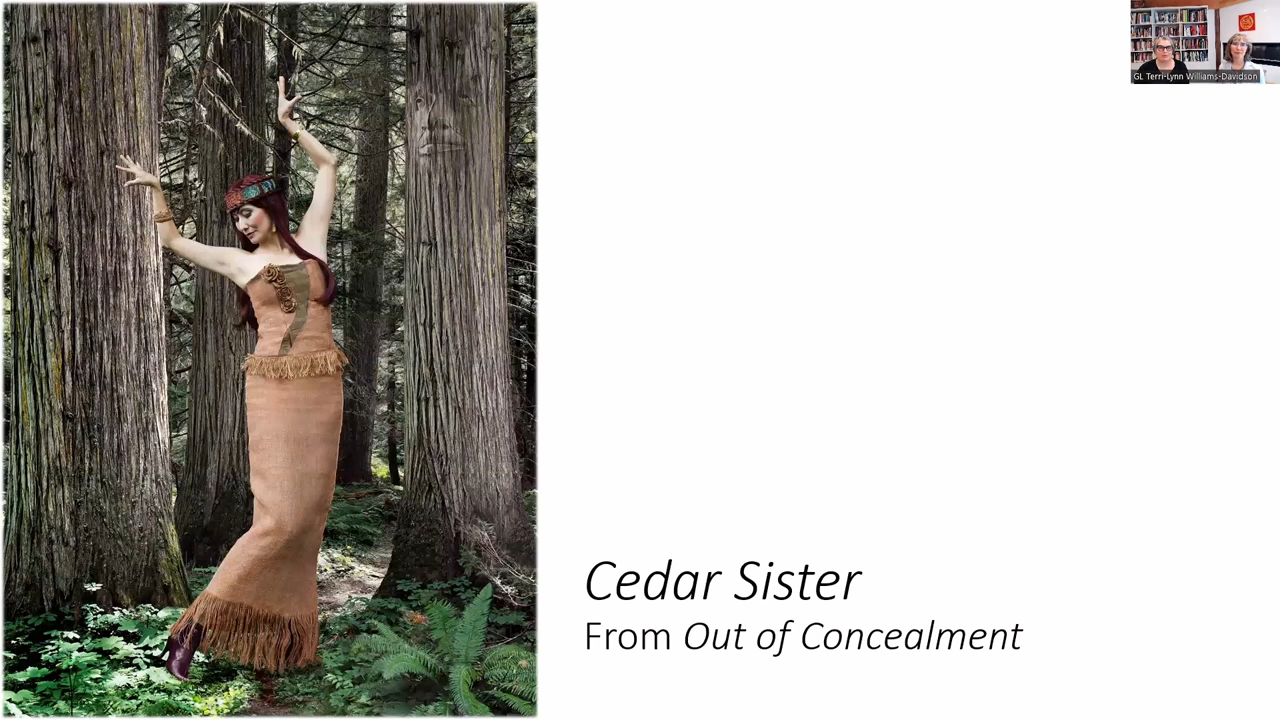 GL Terri-Lynn Williams-Davidson
Cedar Sister
From Out of Concealment